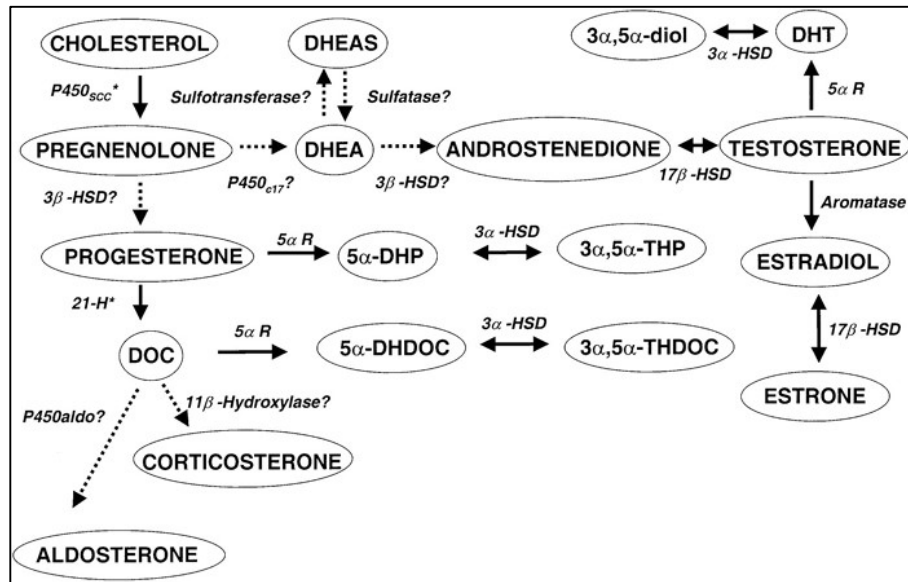 CHOLESTEROL
DHEAS
3α,5α-diol
DHT
3α-HSD
P450scc*
Sulfotransferase?
Sulfatase?
5α R
PREGNENOLONE
DHEA
ANDROSTENEDIONE
TESTOSTERONE
P450c17?
3β-HSD?
17β-HSD
3β-HSD?
Aromatase
PROGESTERONE
5α R
5α-DHP
3α-HSD
3α,5α-THP
ESTRADIOL
21-H*
17β-HSD
DOC
5α R
5α-DHDOC
3α-HSD
3α,5α-THDOC
ESTRONE
P450aldo?
11β-Hydroxylase?
CORTICOSTERONE
ALDOSTERONE